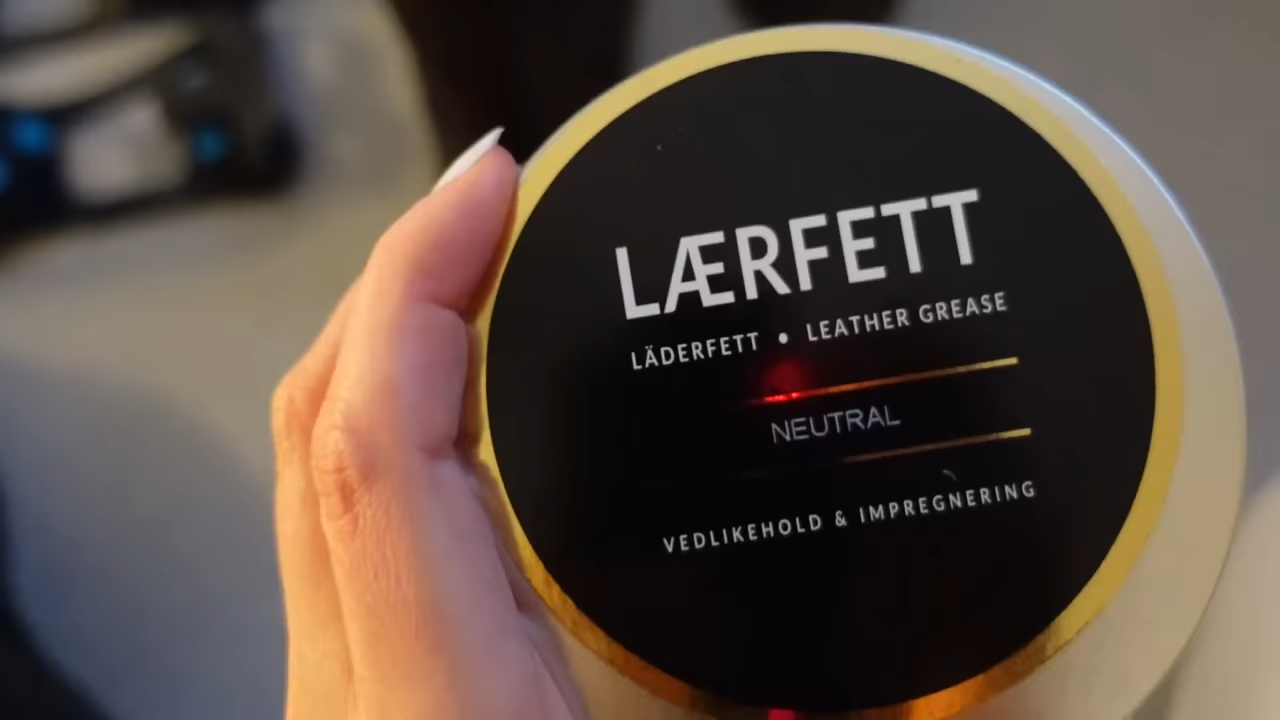 LÆRFETT
LÄDERFETT • LEATHER GREASE
NEUTRAL
VEDLIKEHOLD & IMPREGNERING